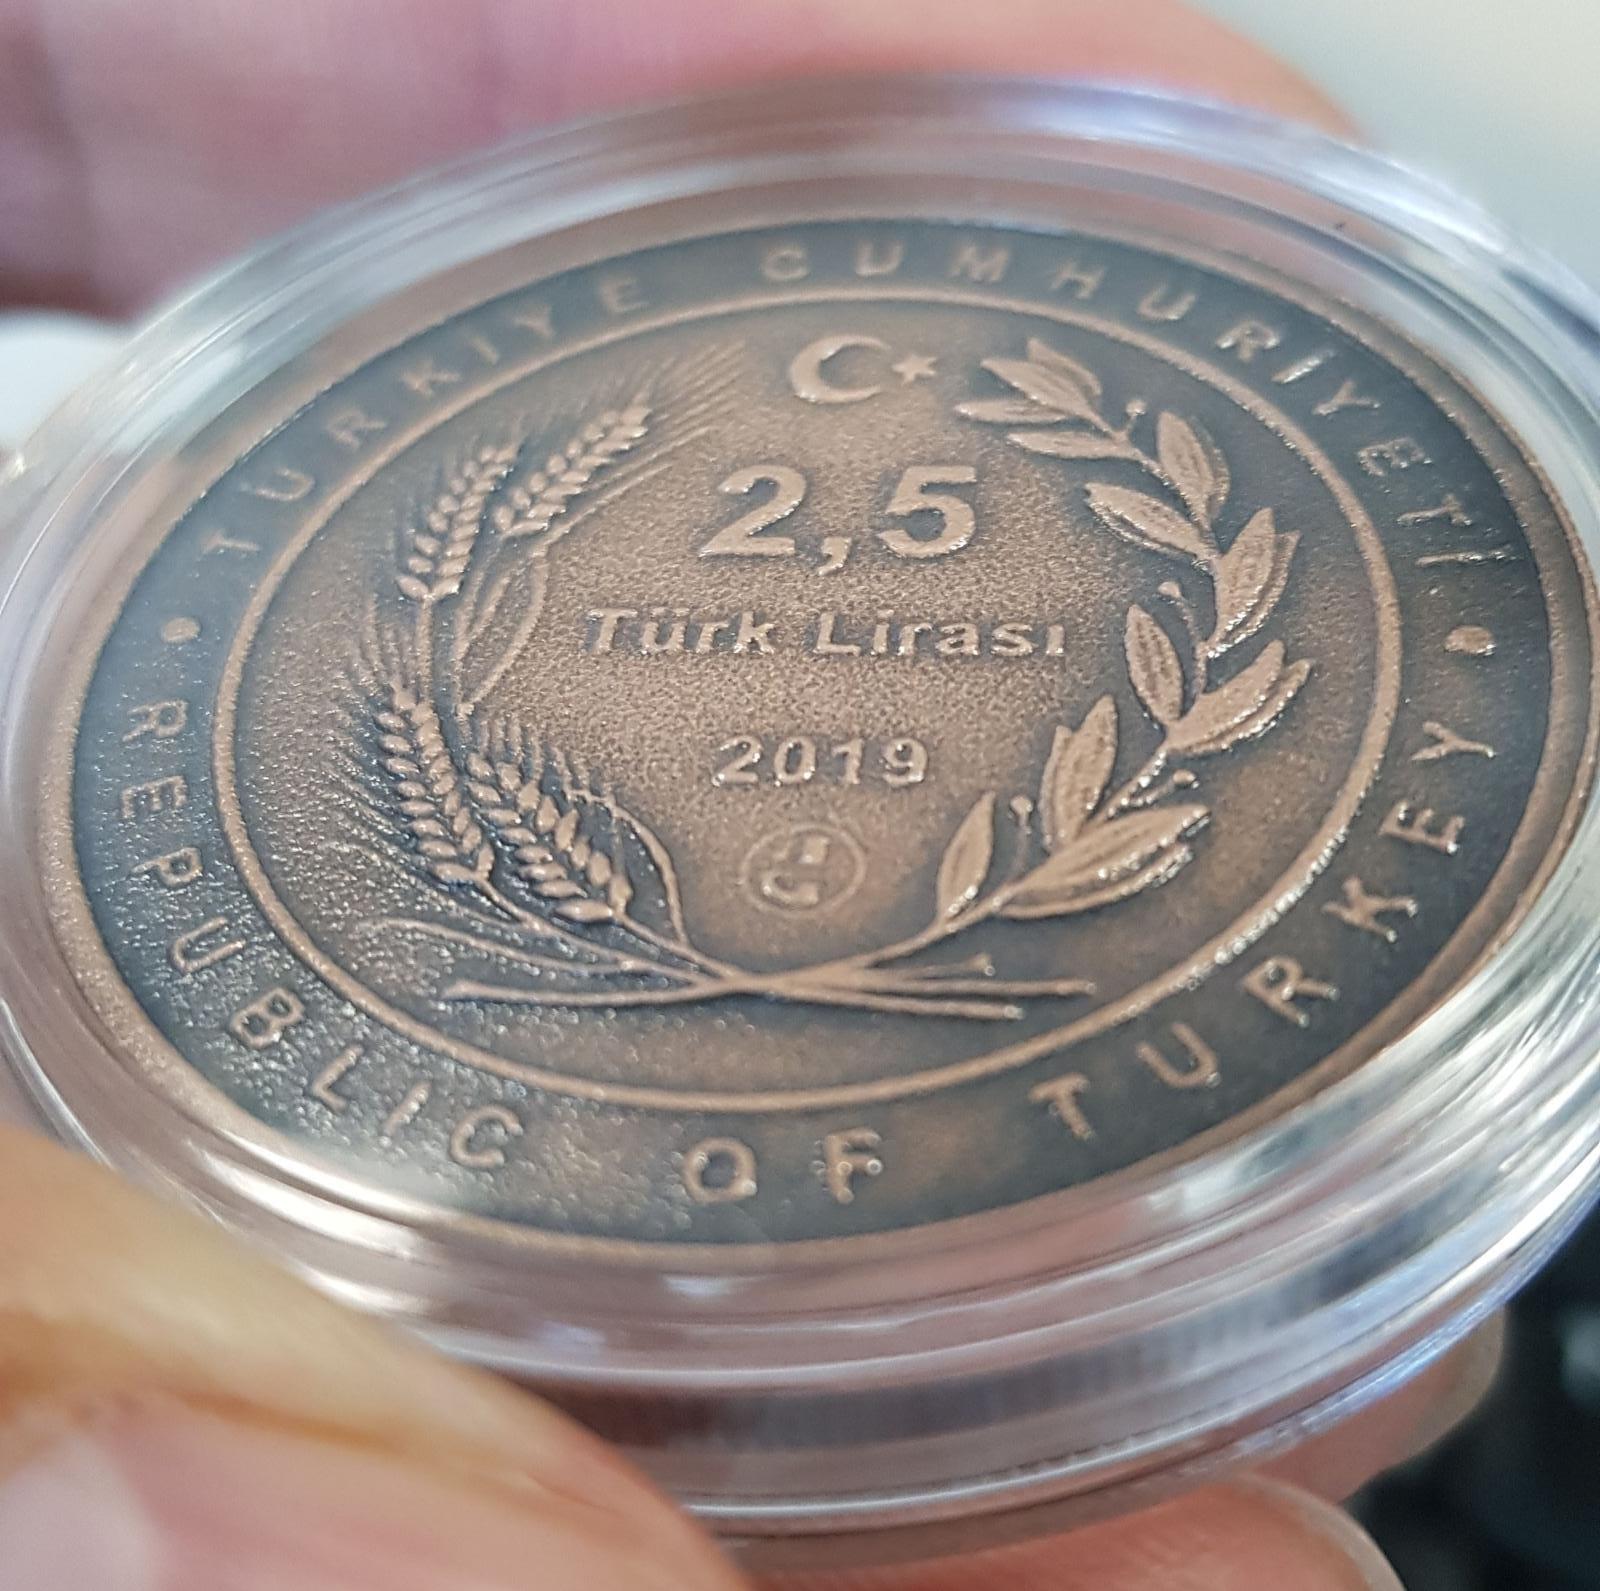 TÜRKİYE CUMHURİYETİ
2,5
Türk Lirası
2019
REPUBLIC OF TURKEY